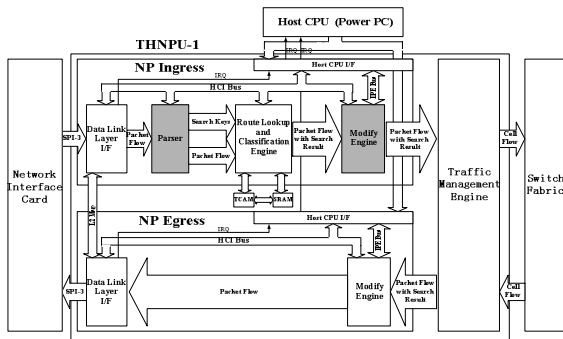 Host CPU (Power PC)
THNPU-1
IRQ IRQ
NP Ingress
IRQ
Host CPU I/F
HCI Bus
IPE Bus
SPI-3
Data Link
Layer
I/F
Packet
Flow
Parser
Search Keys
Packet Flow
Route Lookup
and
Classification
Engine
Packet Flow
with Search
Result
Modify
Engine
Packet Flow
with Search
Result
Cell
Flow
Network
Interface
Card
Traffic
Management
Engine
Switch
Fabric
TCAM
SRAM
NP Egress
Host CPU I/F
IRQ
HCI Bus
IPE Bus
SPI-3
Data Link
Layer
I/F
Packet Flow
Modify
Engine
Packet Flow
with Search
Result
Cell
Flow